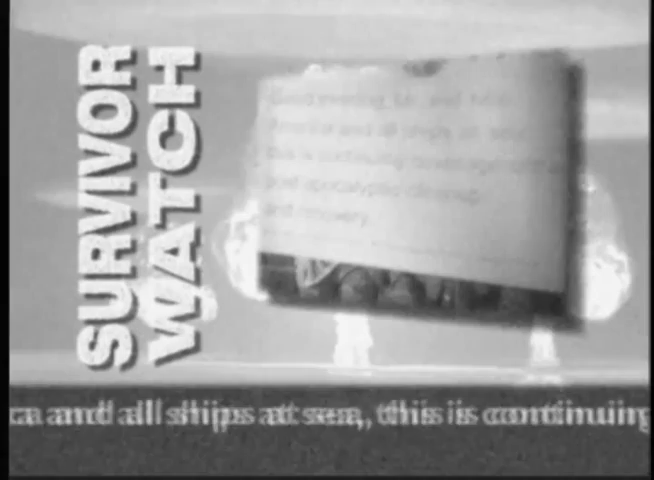 SURVIVOR
WATCH
Good evening, Mr. and Mrs.
America and all ships at sea,
this is continuing coverage
post apocalyptic cleanup
and recovery.
ca and all ships at sea, this is continuing